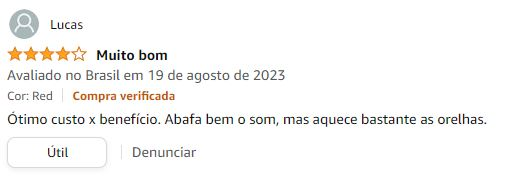 Lucas
Muito bom
Avaliado no Brasil em 19 de agosto de 2023
Cor: Red | Compra verificada
Ótimo custo x benefício. Abafa bem o som, mas aquece bastante as orelhas.
Útil | Denunciar